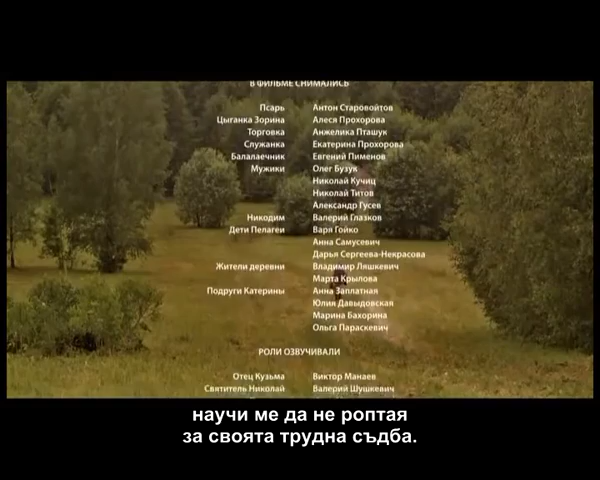 В ФИЛЬМЕ СНИМАЛИСЬ
Псарь Антон Старовойтов
Цыганка Зорина Алеся Прохорова
Торговка Анжелика Пташук
Служанка Екатерина Прохорова
Балалаечник Евгений Пименов
Мужики Олег Бузук
Николай Кучиц
Николай Титов
Александр Гусев
Никодим Валерий Глазков
Дети Пелагеи Варя Гойко
Анна Самусевич
Дарья Сергеева-Некрасова
Жители деревни Владимир Ляшкевич
Марта Крылова
Подруги Катерины Анна Заплатная
Юлия Давыдовская
Марина Бахорина
Ольга Параскевич
РОЛИ ОЗВУЧИВАЛИ
Отец Кузьма Виктор Манаев
Святитель Николай Валерий Шушкевич
научи ме да не роптая
за своята трудна съдба.